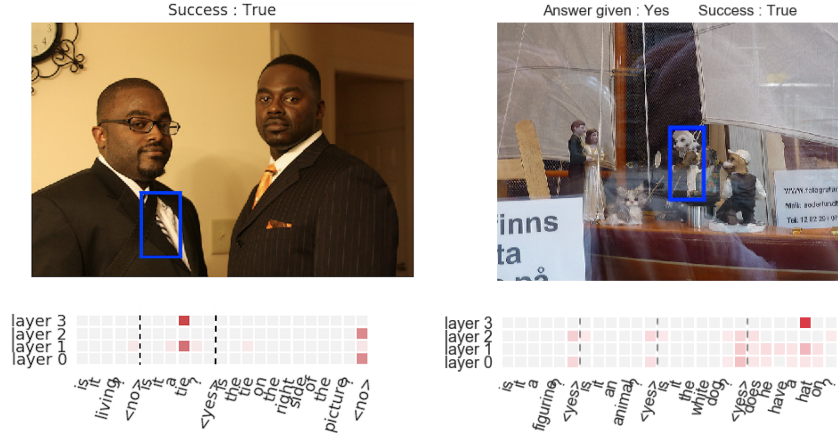 Success : True
Answer given : Yes Success : True
finns
ta
på
layer 3
layer 2
layer 1
layer 0
is it living? <no> is it a tie ? <yes> is the tie on the right side of the picture? <no>
layer 3
layer 2
layer 1
layer 0
is it a figurine? <yes> is it an animal? <yes> is it the white dog ? <yes> does he have a hat on ?